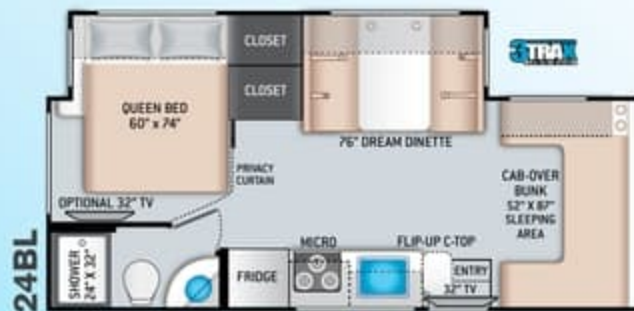 CLOSET
3TRAX
CLOSET
QUEEN BED
60" x 74"
76" DREAM DINETTE
PRIVACY
CURTAIN
CAB-OVER
BUNK
52" X 87"
SLEEPING
AREA
OPTIONAL 32" TV
24BL
SHOWER
24" X 32"
MICRO
FLIP-UP C-TOP
FRIDGE
ENTRY
32" TV